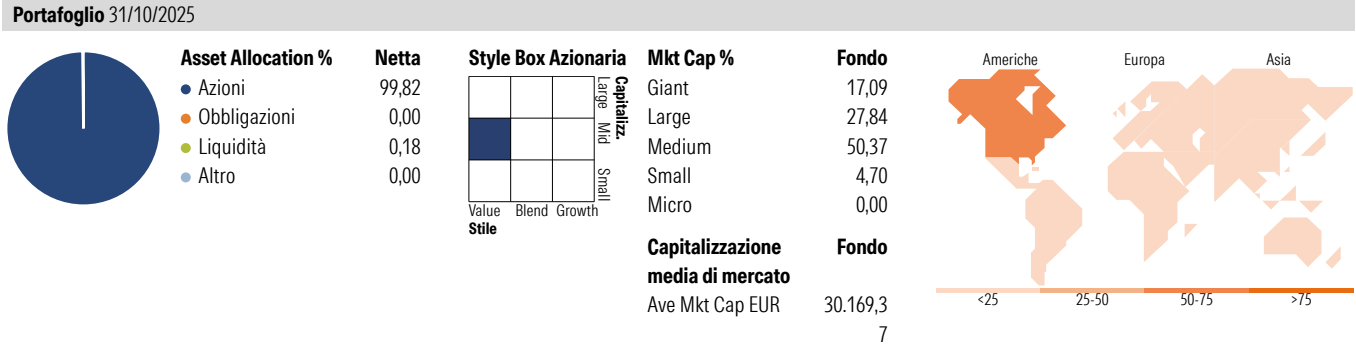 Portafoglio 31/10/2025
Asset Allocation % Netta
Azioni 99,82
Obbligazioni 0,00
Liquidità 0,18
Altro 0,00
Style Box Azionaria
Capitalizz.
Large Mid Small
Value Blend Growth
Stile
Mkt Cap % Fondo
Giant 17,09
Large 27,84
Medium 50,37
Small 4,70
Micro 0,00
Capitalizzazione Fondo
media di mercato
Ave Mkt Cap EUR 30.169,3
7
Americhe Europa Asia
<25 25-50 50-75 >75